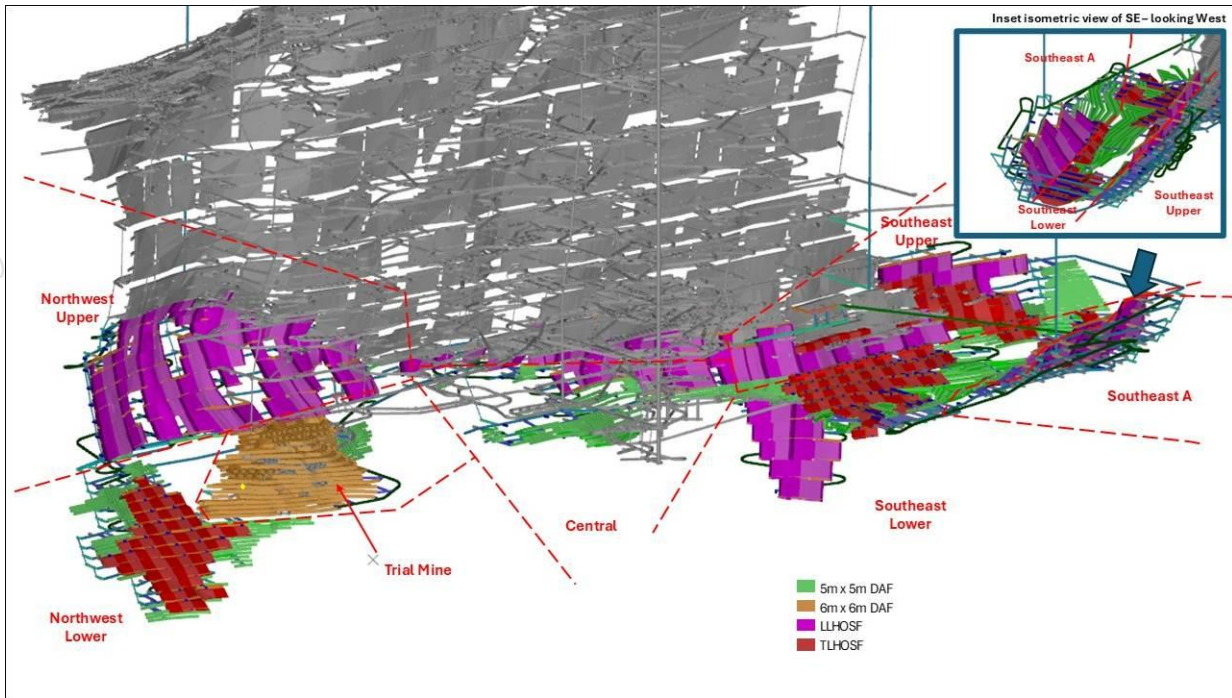 Inset isometric view of SE– looking West
Southeast A
Southeast
Upper
Southeast
Lower
Southeast
Upper
Northwest
Upper
Southeast A
Southeast
Lower
Central
Trial Mine
Northwest
Lower
5m x 5m DAF
6m x 6m DAF
LLHOSF
TLHOSF